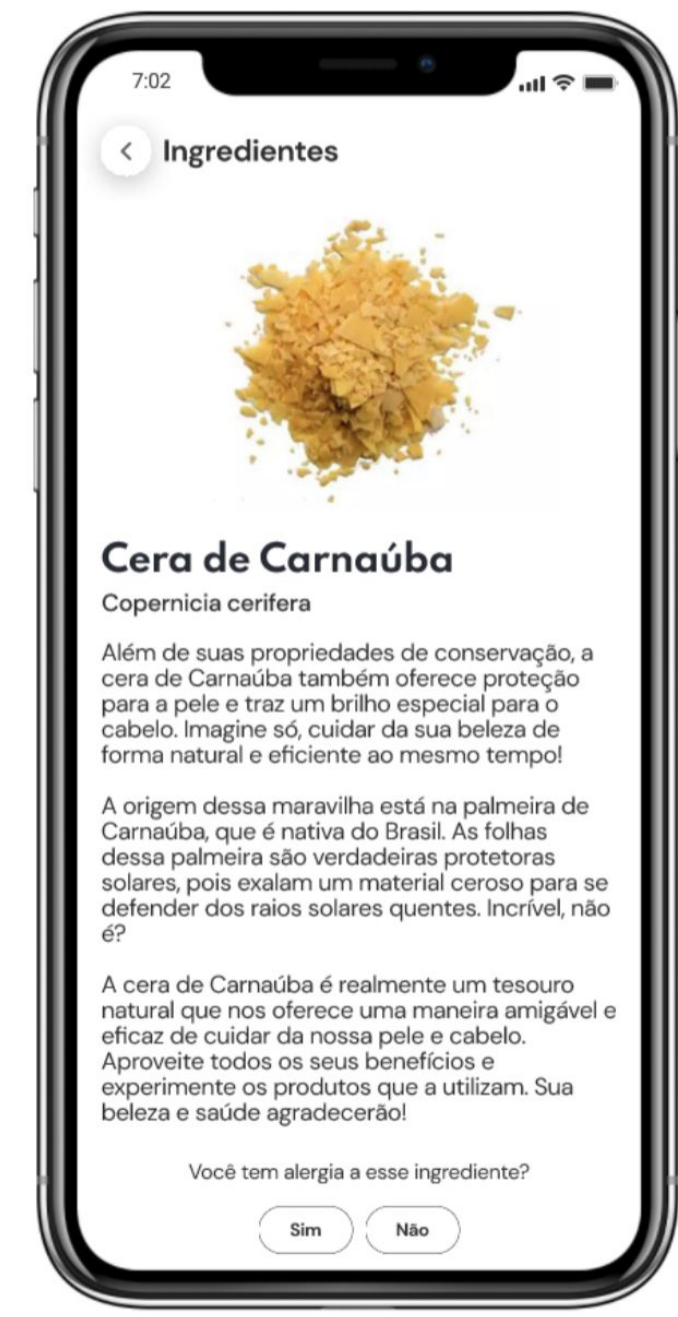 7:02
Ingredientes
Cera de Carnaúba
Copernicia cerifera
Além de suas propriedades de conservação, a
cera de Carnaúba também oferece proteção
para a pele e traz um brilho especial para o
cabelo. Imagine só, cuidar da sua beleza de
forma natural e eficiente ao mesmo tempo!
A origem dessa maravilha está na palmeira de
Carnaúba, que é nativa do Brasil. As folhas
dessa palmeira são verdadeiras protetoras
solares, pois exalam um material ceroso para se
defender dos raios solares quentes. Incrível, não
é?
A cera de Carnaúba é realmente um tesouro
natural que nos oferece uma maneira amigável e
eficaz de cuidar da nossa pele e cabelo.
Aproveite todos os seus benefícios e
experimente os produtos que a utilizam. Sua
beleza e saúde agradecerão!
Você tem alergia a esse ingrediente?
Sim
Não